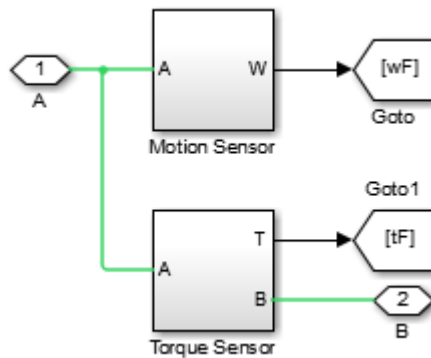 1
A
A
W
Motion Sensor
[wF]
Goto
Goto1
A
T
B
Torque Sensor
[tF]
2
B